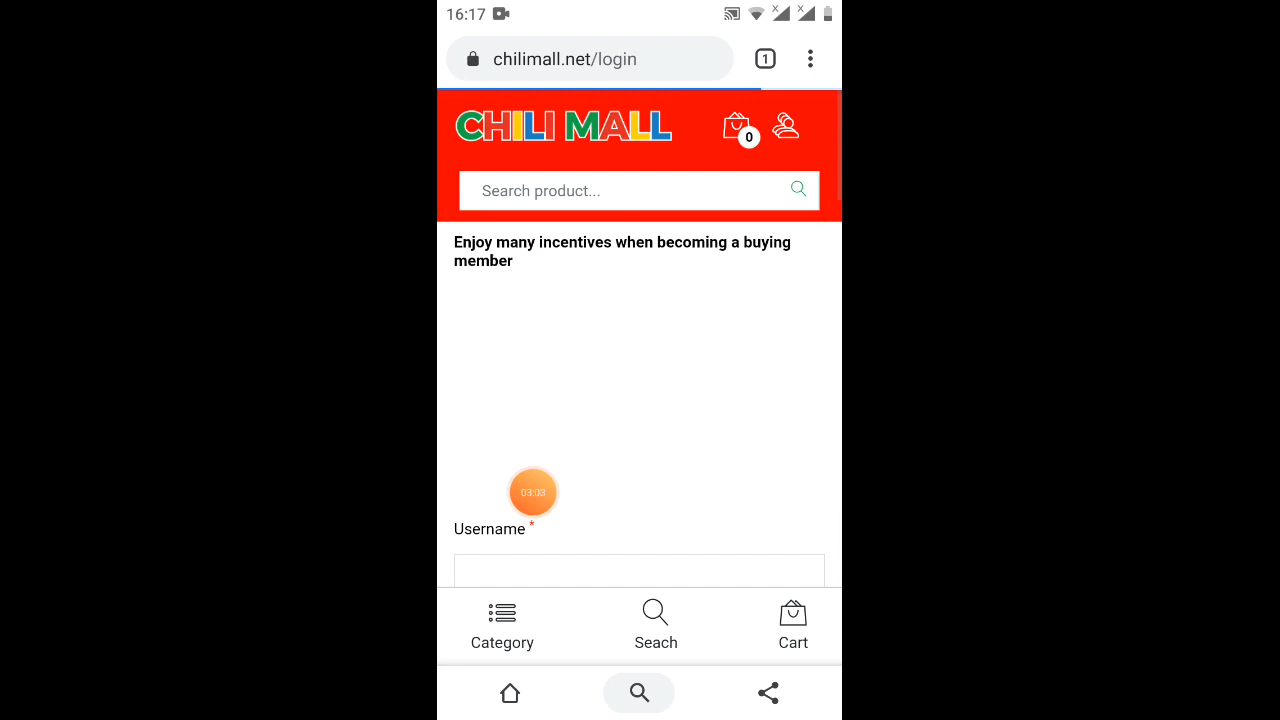 16:17
chilimall.net/login
1
CHILI MALL
0
Search product...
Enjoy many incentives when becoming a buying
member
03:03
Username *
Category
Seach
Cart